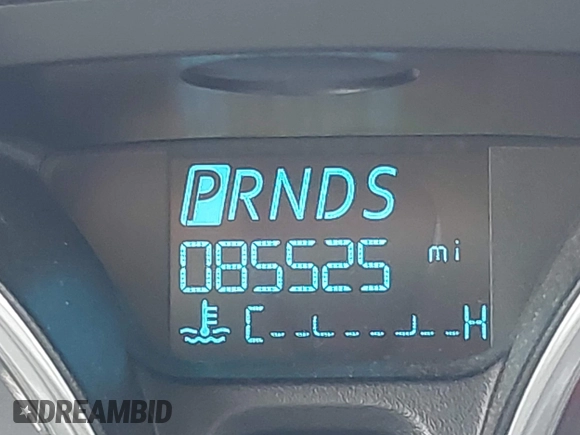 PRNDS
085525 mi
C H
DREAMBID